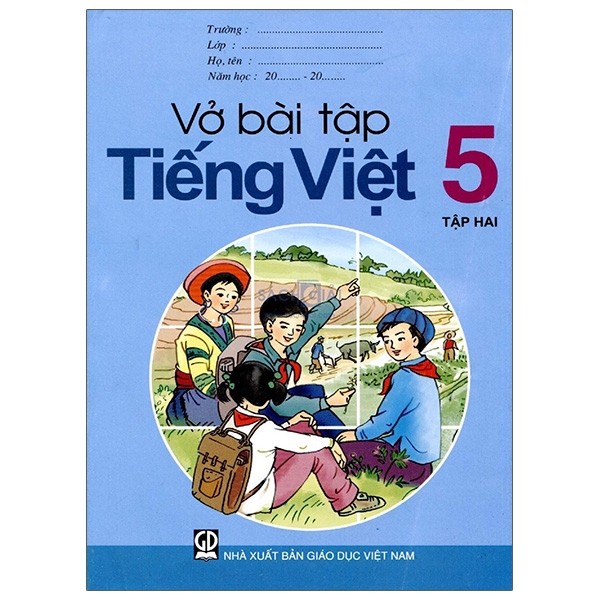 Trường : ..........................................
Lớp : ..............................................
Họ, tên : ..........................................
Năm học : 20........ - 20........
Vở bài tập
Tiếng Việt 5
TẬP HAI
GD
NHÀ XUẤT BẢN GIÁO DỤC VIỆT NAM